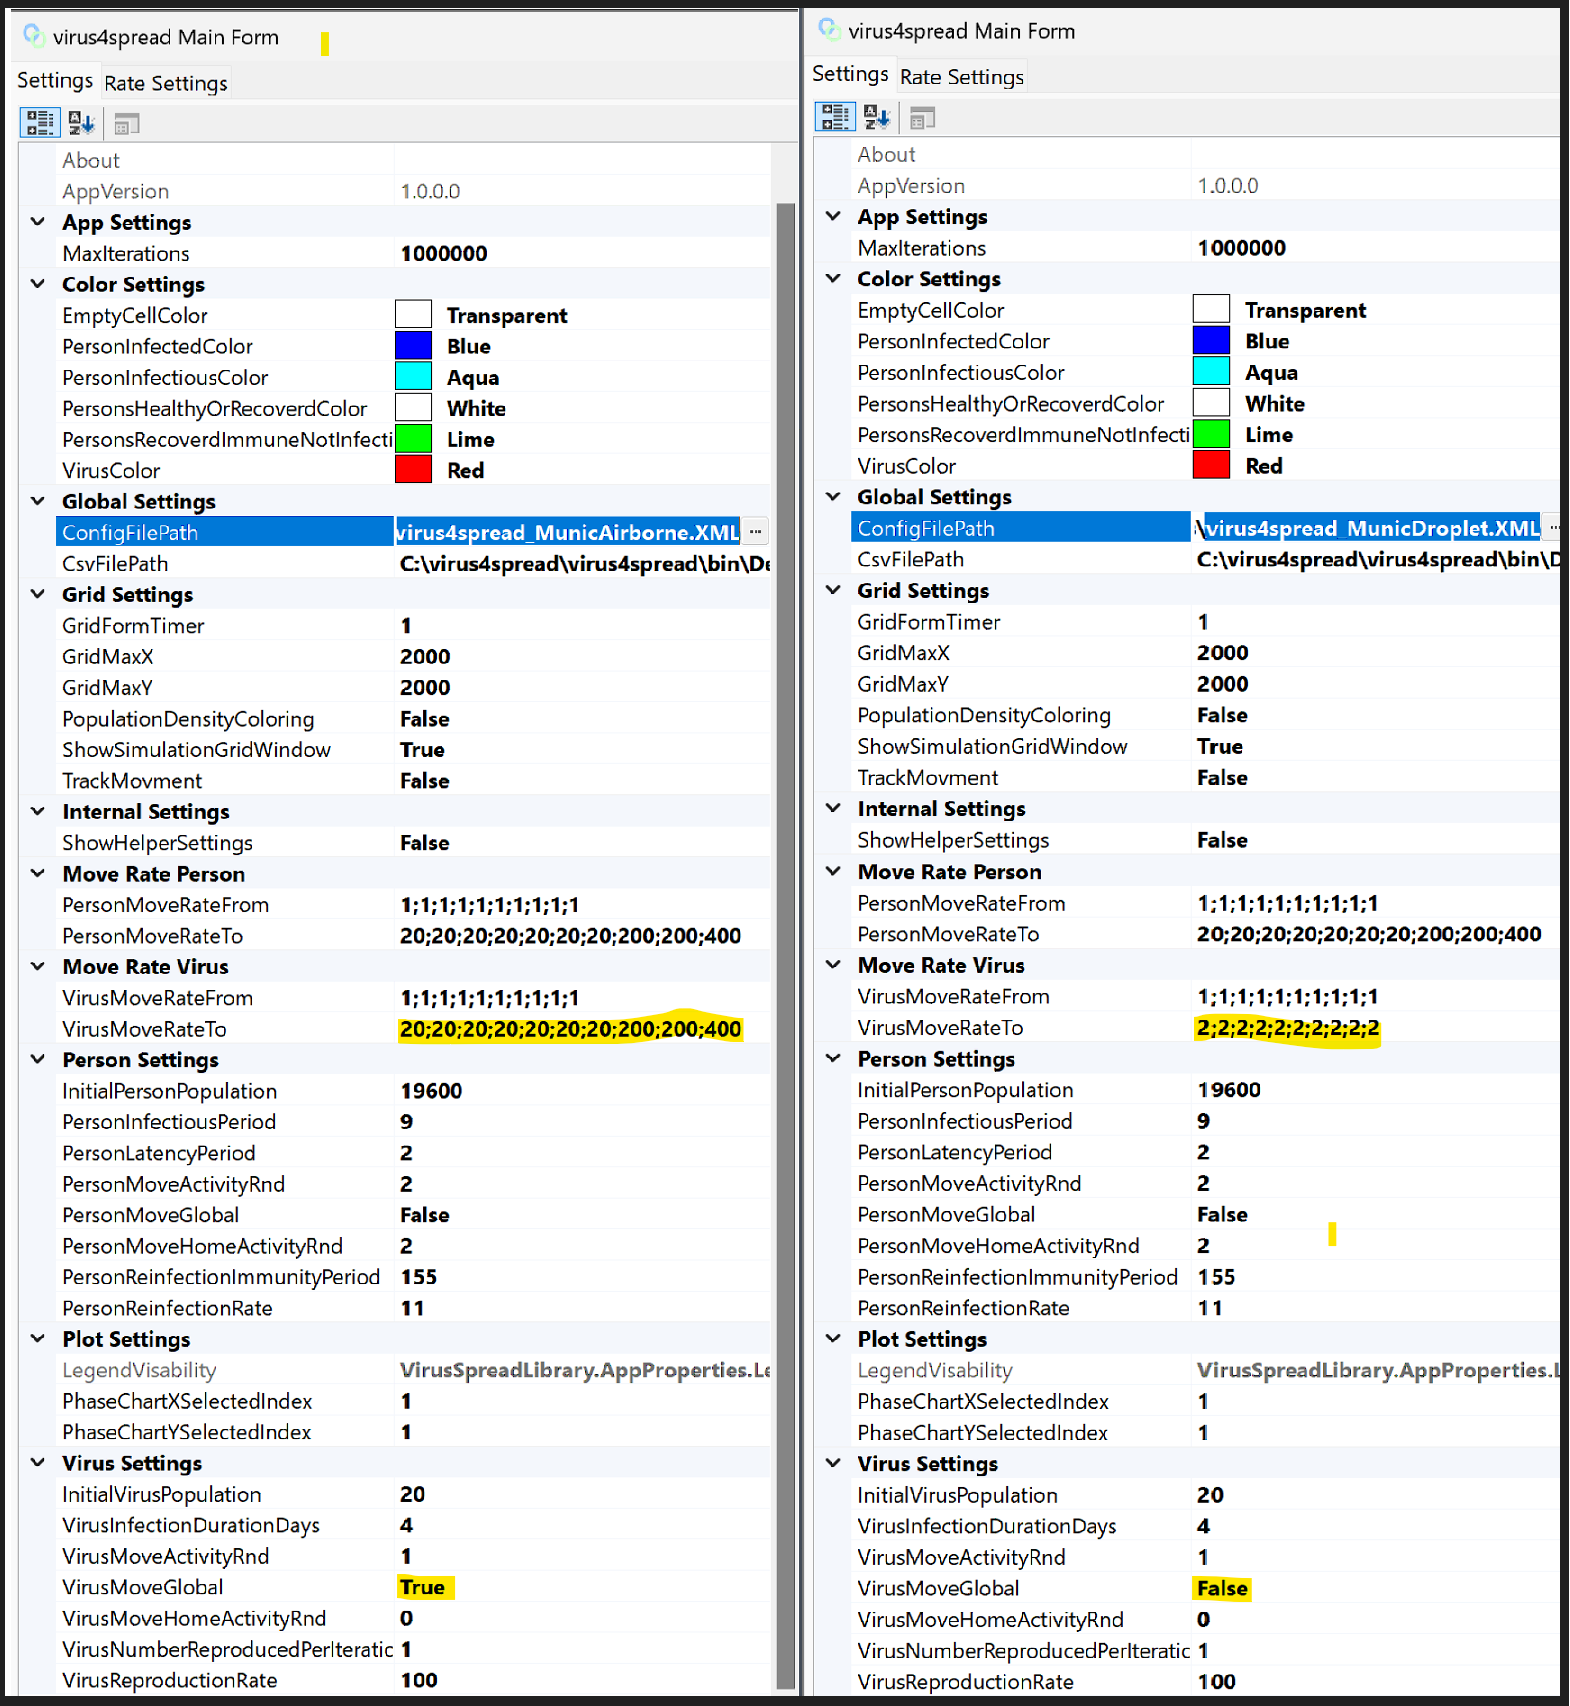 virus4spread Main Form
Settings Rate Settings
About
AppVersion 1.0.0.0
App Settings
MaxIterations 1000000
Color Settings
EmptyCellColor Transparent
PersonInfectedColor Blue
PersonInfectiousColor Aqua
PersonsHealthyOrRecoverdColor White
PersonsRecoverdImmuneNotInfecti Lime
VirusColor Red
Global Settings
ConfigFilePath virus4spread_MunicAirborne.XML ...
CsvFilePath C:\virus4spread\virus4spread\bin\De
Grid Settings
GridFormTimer 1
GridMaxX 2000
GridMaxY 2000
PopulationDensityColoring False
ShowSimulationGridWindow True
TrackMovment False
Internal Settings
ShowHelperSettings False
Move Rate Person
PersonMoveRateFrom 1;1;1;1;1;1;1;1;1;1
PersonMoveRateTo 20;20;20;20;20;20;20;200;200;400
Move Rate Virus
VirusMoveRateFrom 1;1;1;1;1;1;1;1;1;1
VirusMoveRateTo 20;20;20;20;20;20;20;200;200;400
Person Settings
InitialPersonPopulation 19600
PersonInfectiousPeriod 9
PersonLatencyPeriod 2
PersonMoveActivityRnd 2
PersonMoveGlobal False
PersonMoveHomeActivityRnd 2
PersonReinfectionImmunityPeriod 155
PersonReinfectionRate 11
Plot Settings
LegendVisability VirusSpreadLibrary.AppProperties.Le
PhaseChartXSelectedIndex 1
PhaseChartYSelectedIndex 1
Virus Settings
InitialVirusPopulation 20
VirusInfectionDurationDays 4
VirusMoveActivityRnd 1
VirusMoveGlobal True
VirusMoveHomeActivityRnd 0
VirusNumberReproducedPerIteratic 1
VirusReproductionRate 100
virus4spread Main Form
Settings Rate Settings
About
AppVersion 1.0.0.0
App Settings
MaxIterations 1000000
Color Settings
EmptyCellColor Transparent
PersonInfectedColor Blue
PersonInfectiousColor Aqua
PersonsHealthyOrRecoverdColor White
PersonsRecoverdImmuneNotInfecti Lime
VirusColor Red
Global Settings
ConfigFilePath \virus4spread_MunicDroplet.XML ...
CsvFilePath C:\virus4spread\virus4spread\bin\D
Grid Settings
GridFormTimer 1
GridMaxX 2000
GridMaxY 2000
PopulationDensityColoring False
ShowSimulationGridWindow True
TrackMovment False
Internal Settings
ShowHelperSettings False
Move Rate Person
PersonMoveRateFrom 1;1;1;1;1;1;1;1;1;1
PersonMoveRateTo 20;20;20;20;20;20;20;200;200;400
Move Rate Virus
VirusMoveRateFrom 1;1;1;1;1;1;1;1;1;1
VirusMoveRateTo 2;2;2;2;2;2;2;2;2;2
Person Settings
InitialPersonPopulation 19600
PersonInfectiousPeriod 9
PersonLatencyPeriod 2
PersonMoveActivityRnd 2
PersonMoveGlobal False
PersonMoveHomeActivityRnd 2
PersonReinfectionImmunityPeriod 155
PersonReinfectionRate 11
Plot Settings
LegendVisability VirusSpreadLibrary.AppProperties.L
PhaseChartXSelectedIndex 1
PhaseChartYSelectedIndex 1
Virus Settings
InitialVirusPopulation 20
VirusInfectionDurationDays 4
VirusMoveActivityRnd 1
VirusMoveGlobal False
VirusMoveHomeActivityRnd 0
VirusNumberReproducedPerIteratic 1
VirusReproductionRate 100